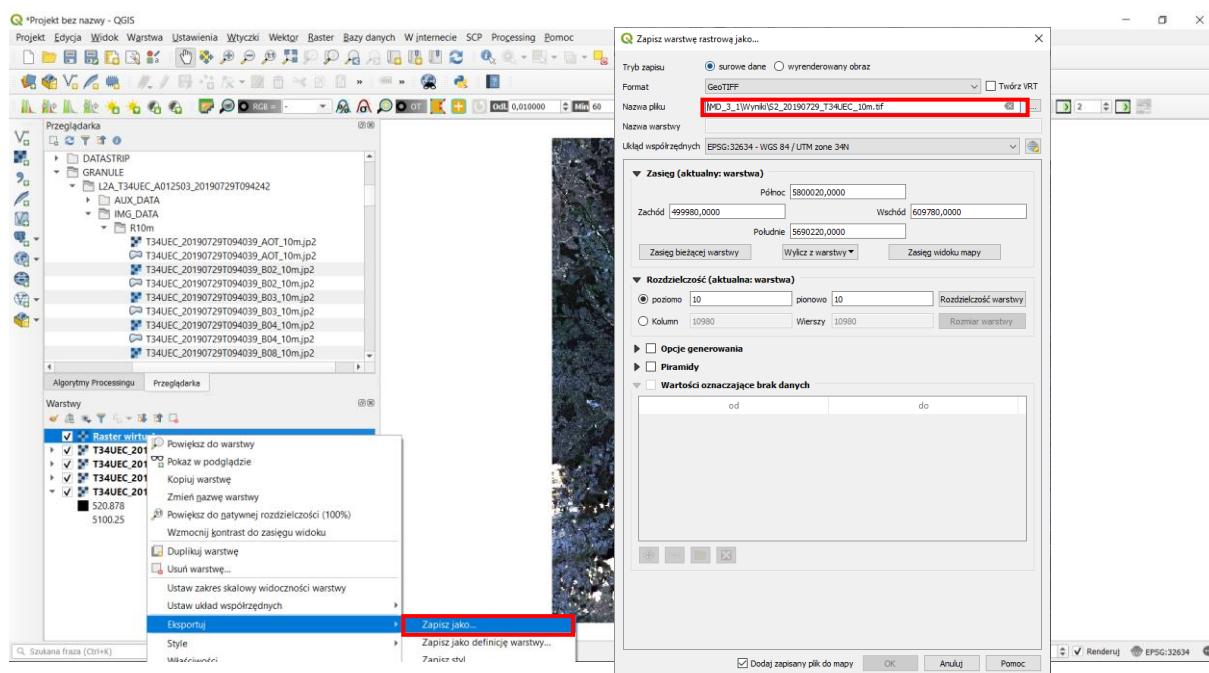 *Projekt bez nazwy - QGIS
Projekt Edycja Widok Warstwa Ustawienia Wtyczki Wektor Raster Bazy danych W internecie SCP Processing Pomoc
RGB = -
OT
Odl. 0,010000
Min 60
2
Przeglądarka
DATASTRIP
GRANULE
L2A_T34UEC_A012503_20190729T094242
AUX_DATA
IMG_DATA
R10m
T34UEC_20190729T094039_AOT_10m.jp2
T34UEC_20190729T094039_AOT_10m.jp2
T34UEC_20190729T094039_B02_10m.jp2
T34UEC_20190729T094039_B02_10m.jp2
T34UEC_20190729T094039_B03_10m.jp2
T34UEC_20190729T094039_B03_10m.jp2
T34UEC_20190729T094039_B04_10m.jp2
T34UEC_20190729T094039_B04_10m.jp2
T34UEC_20190729T094039_B08_10m.jp2
Algorytmy Processingu Przeglądarka
Warstwy
Raster wirtu
T34UEC_201
T34UEC_201
T34UEC_201
T34UEC_201
520.878
5100.25
Powiększ do warstwy
Pokaż w podglądzie
Kopiuj warstwę
Zmień nazwę warstwy
Powiększ do natywnej rozdzielczości (100%)
Wzmocnij kontrast do zasięgu widoku
Duplikuj warstwę
Usuń warstwę...
Ustaw zakres skalowy widoczności warstwy
Ustaw układ współrzędnych
Eksportuj
Style
Właściwości
Zapisz jako...
Zapisz jako definicję warstwy...
Zapisz styl
Szukana fraza (Ctrl+K)
Renderuj EPSG:32634
Zapisz warstwę rastrową jako...
Tryb zapisu surowe dane wyrenderowany obraz
Format GeoTIFF Twórz VRT
Nazwa pliku MD_3_1\Wyniki\S2_20190729_T34UEC_10m.tif ...
Nazwa warstwy
Układ współrzędnych EPSG:32634 - WGS 84 / UTM zone 34N
Zasięg (aktualny: warstwa)
Północ 5800020,0000
Zachód 499980,0000 Wschód 609780,0000
Południe 5690220,0000
Zasięg bieżącej warstwy Wylicz z warstwy Zasięg widoku mapy
Rozdzielczość (aktualna: warstwa)
poziomo 10 pionowo 10 Rozdzielczość warstwy
Kolumn 10980 Wierszy 10980 Rozmiar warstwy
Opcje generowania
Piramidy
Wartości oznaczające brak danych
od do
Dodaj zapisany plik do mapy OK Anuluj Pomoc